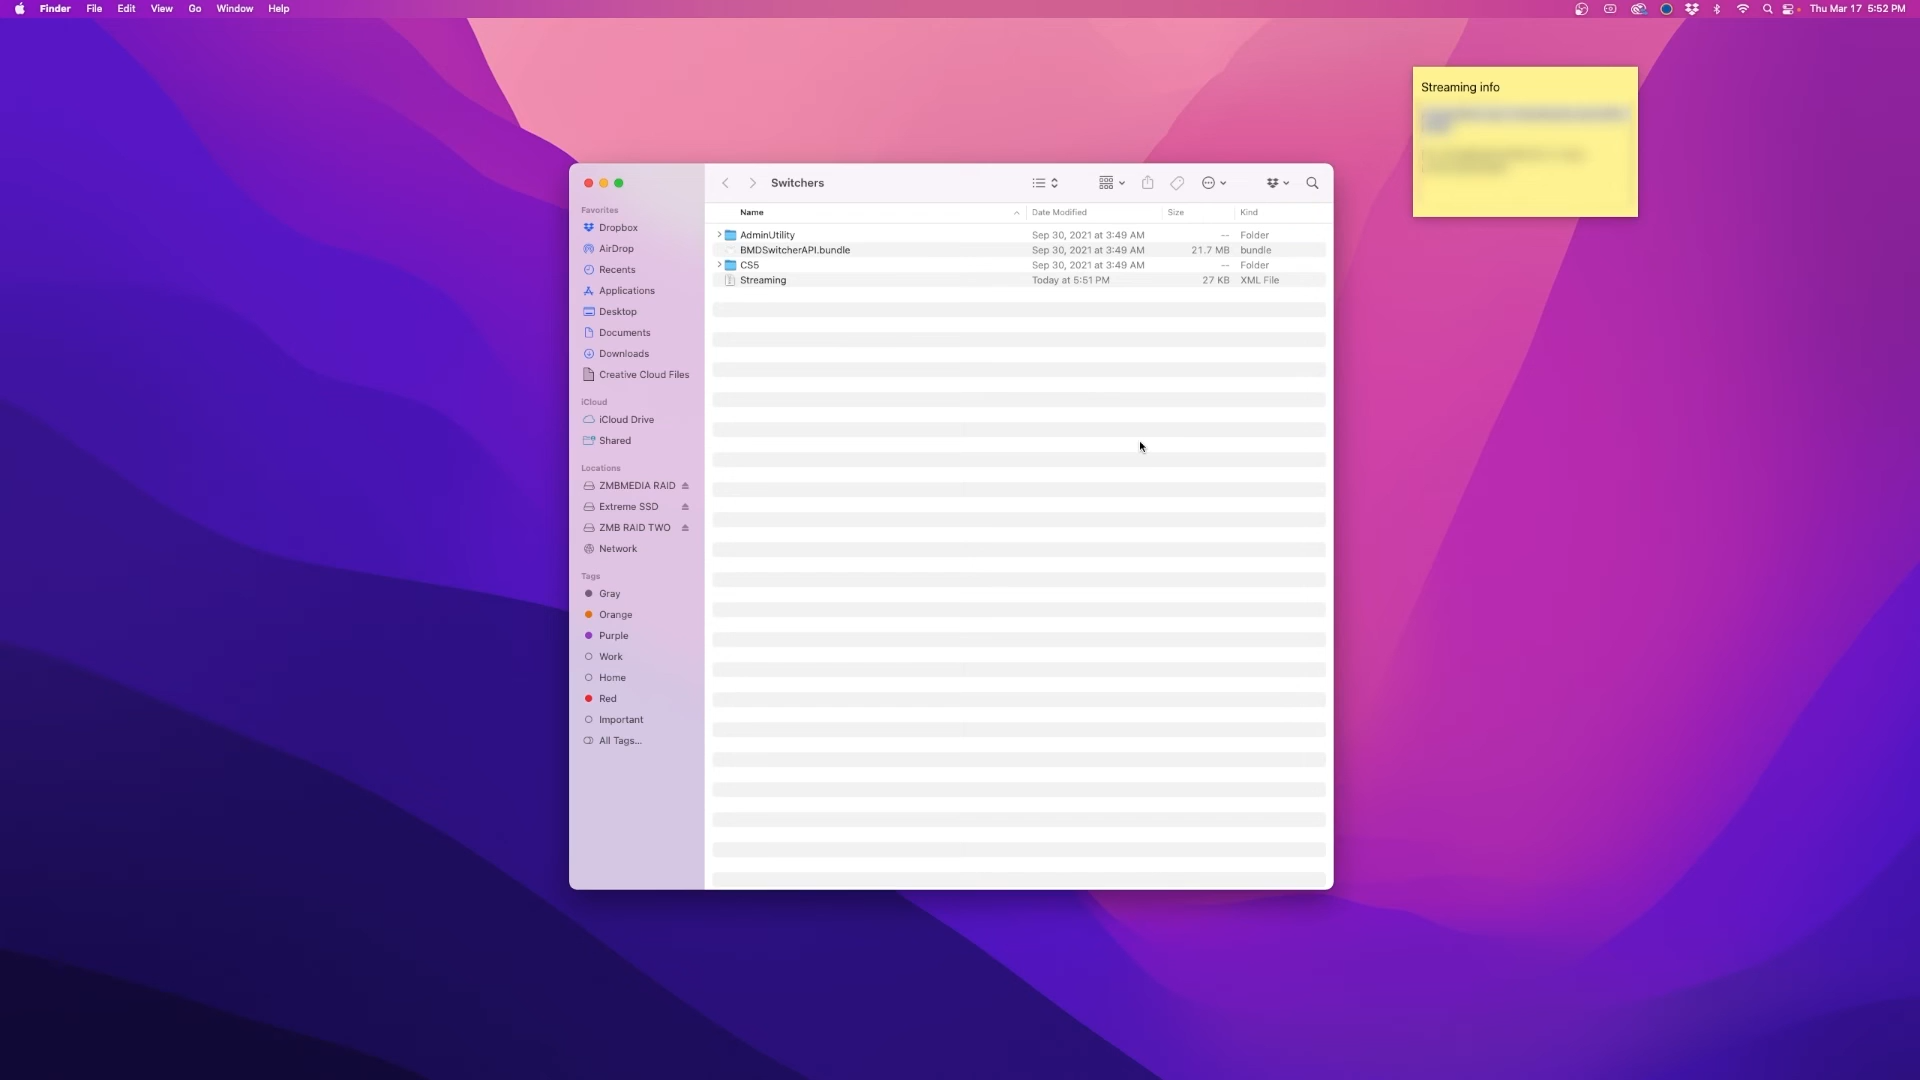 Finder File Edit View Go Window Help Thu Mar 17 5:52 PM
Streaming info
Switchers
Favorites
Dropbox
AirDrop
Recents
Applications
Desktop
Documents
Downloads
Creative Cloud Files
iCloud
iCloud Drive
Shared
Locations
ZMBMEDIA RAID
Extreme SSD
ZMB RAID TWO
Network
Tags
Gray
Orange
Purple
Work
Home
Red
Important
All Tags...
Name Date Modified Size Kind
AdminUtility Sep 30, 2021 at 3:49 AM -- Folder
BMDSwitcherAPI.bundle Sep 30, 2021 at 3:49 AM 21.7 MB bundle
CS5 Sep 30, 2021 at 3:49 AM -- Folder
Streaming Today at 5:51 PM 27 KB XML File